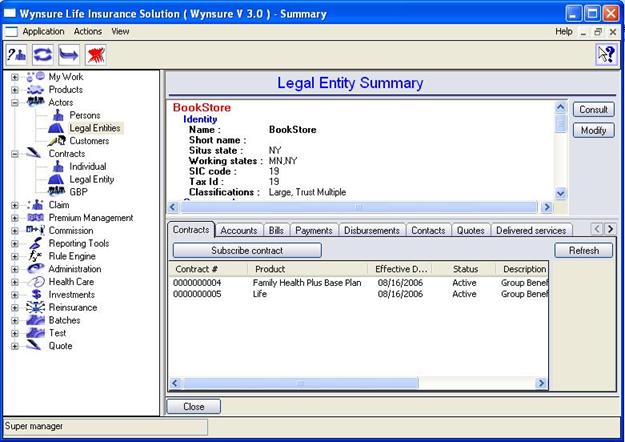 Wynsure Life Insurance Solution ( Wynsure V 3.0 ) - Summary
Application Actions View Help
Legal Entity Summary
My Work
Products
Actors
Persons
Legal Entities
Customers
Contracts
Individual
Legal Entity
GBP
Claim
Premium Management
Commission
Reporting Tools
Rule Engine
Administration
Health Care
Investments
Reinsurance
Batches
Test
Quote
BookStore
Identity
Name : BookStore
Short name :
Situs state : NY
Working states : MN,NY
SIC code : 19
Tax Id : 19
Classifications : Large, Trust Multiple
Consult
Modify
Contracts Accounts Bills Payments Disbursements Contacts Quotes Delivered services
Subscribe contract Refresh
Contract # Product Effective D... Status Description
0000000004 Family Health Plus Base Plan 08/16/2006 Active Group Benef
0000000005 Life 08/16/2006 Active Group Benef
Close
Super manager